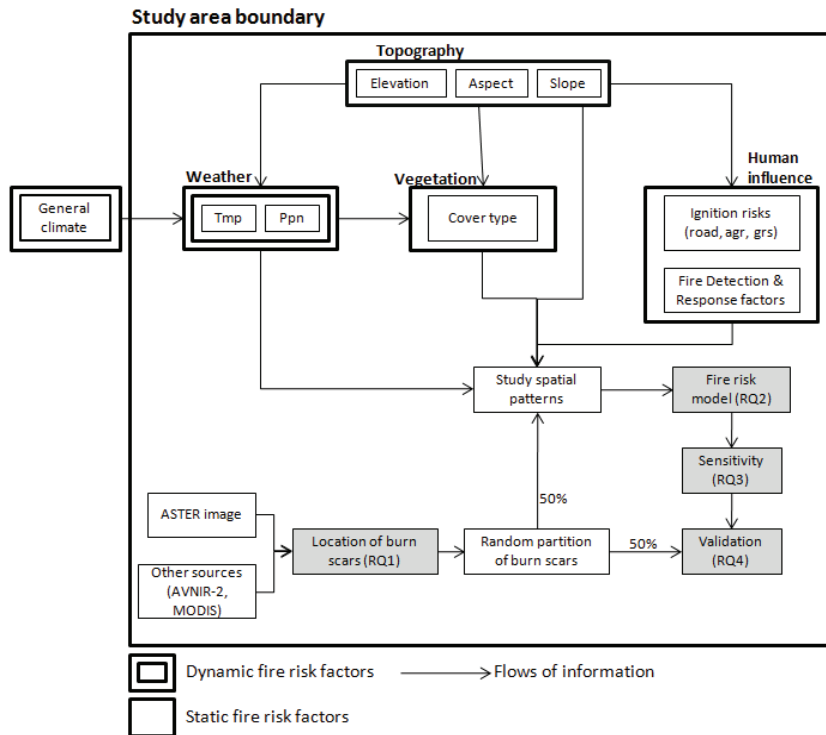 Study area boundary
Topography
Elevation
Aspect
Slope
Weather
Vegetation
Human
influence
General
climate
Tmp
Ppn
Cover type
Ignition risks
(road, agr, grs)
Fire Detection &
Response factors
Study spatial
patterns
Fire risk
model (RQ2)
Sensitivity
(RQ3)
50%
ASTER image
Location of burn
scars (RQ1)
Random partition
of burn scars
50%
Validation
(RQ4)
Other sources
(AVNIR-2,
MODIS)
Dynamic fire risk factors
Flows of information
Static fire risk factors